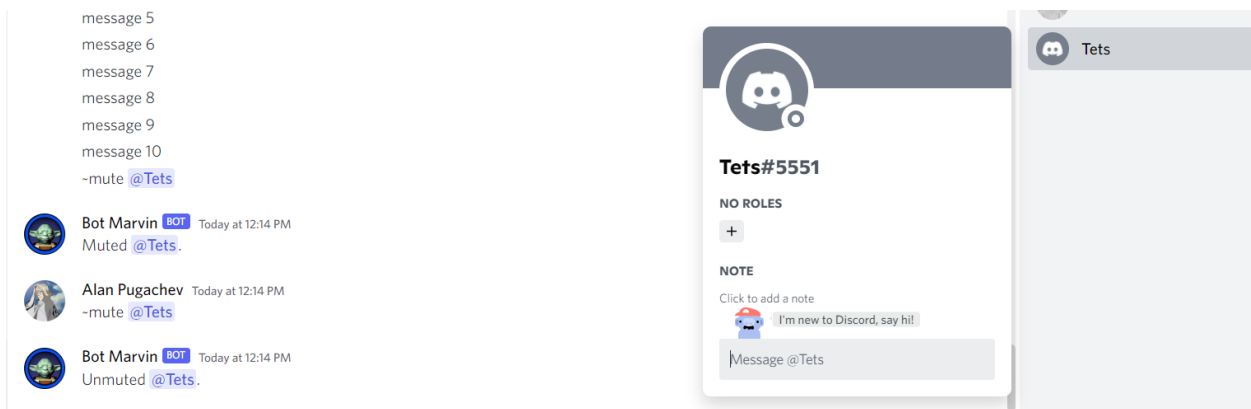 message 5
message 6
message 7
message 8
message 9
message 10
~mute @Tets
Bot Marvin BOT Today at 12:14 PM
Muted @Tets.
Alan Pugachev Today at 12:14 PM
~mute @Tets
Bot Marvin BOT Today at 12:14 PM
Unmuted @Tets.
Tets#5551
NO ROLES
+
NOTE
Click to add a note
I'm new to Discord, say hi!
Message @Tets
Tets